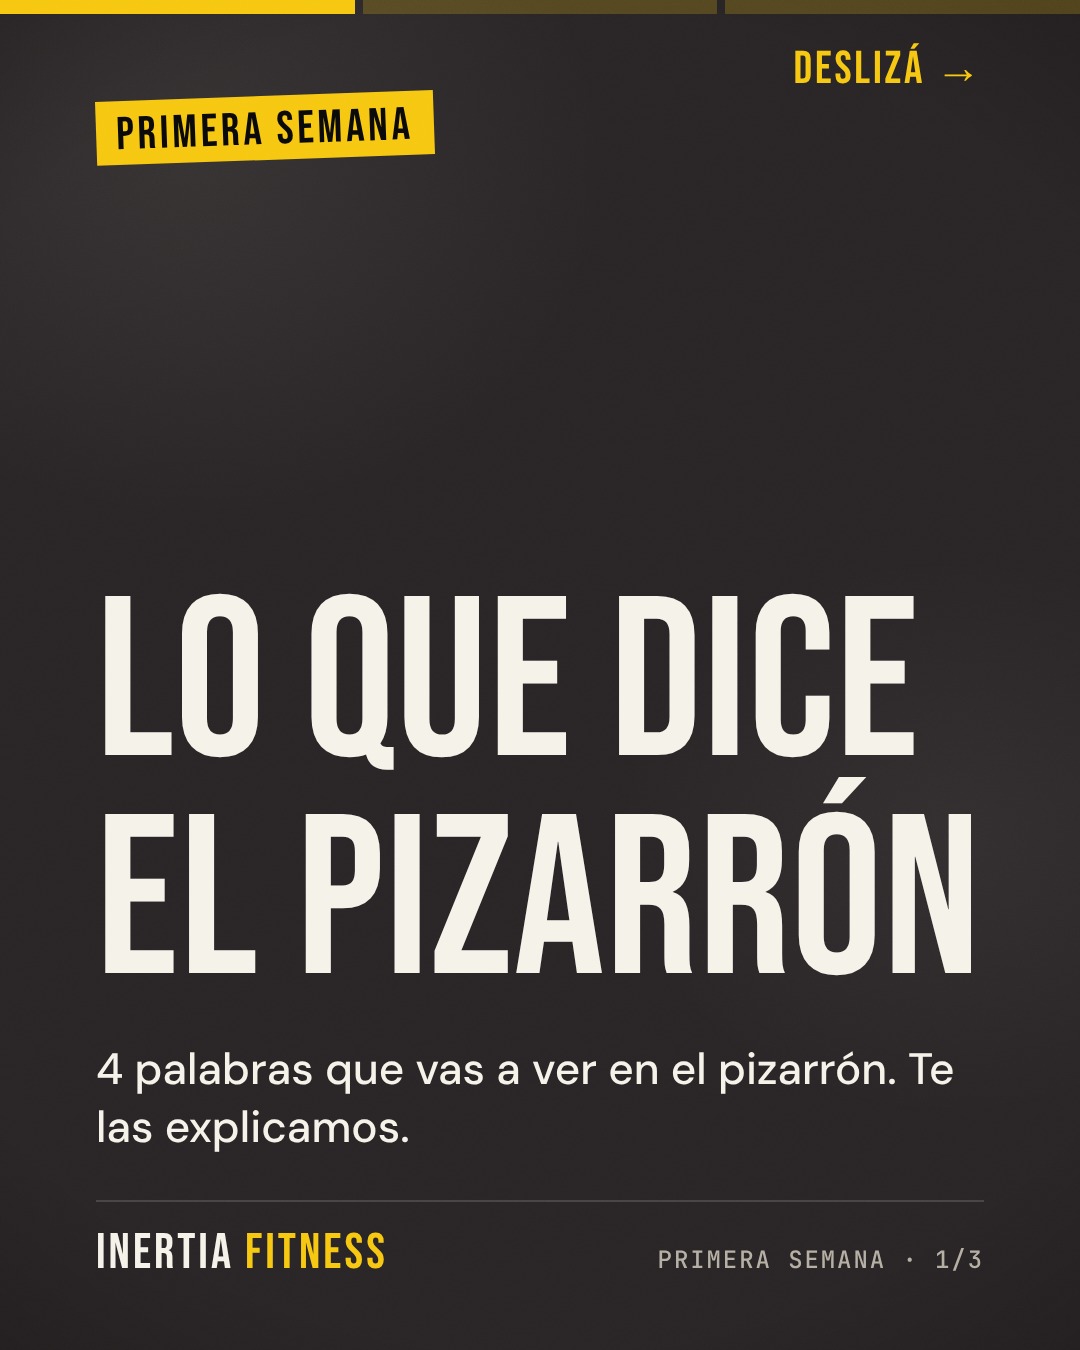 DESLIZÁ →
PRIMERA SEMANA
LO QUE DICE
EL PIZARRÓN
4 palabras que vas a ver en el pizarrón. Te
las explicamos.
INERTIA FITNESS
PRIMERA SEMANA · 1/3